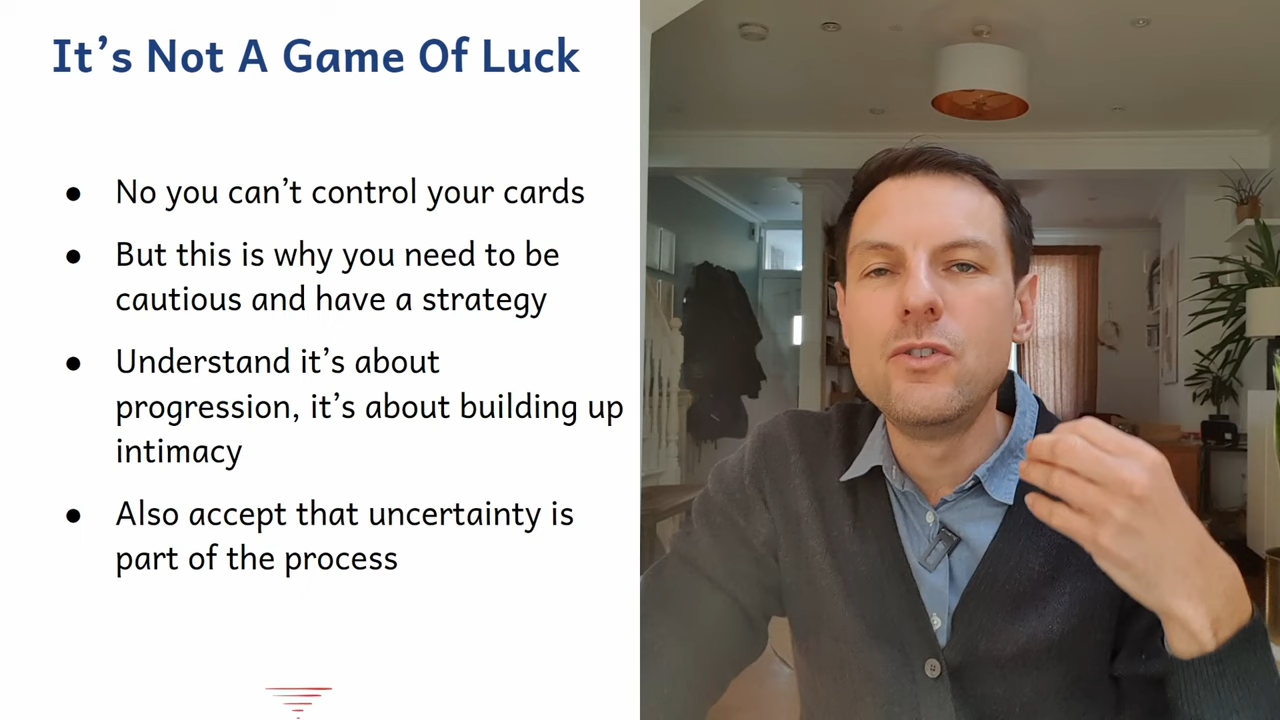 It’s Not A Game Of Luck
● No you can’t control your cards
● But this is why you need to be
cautious and have a strategy
● Understand it’s about
progression, it’s about building up
intimacy
● Also accept that uncertainty is
part of the process